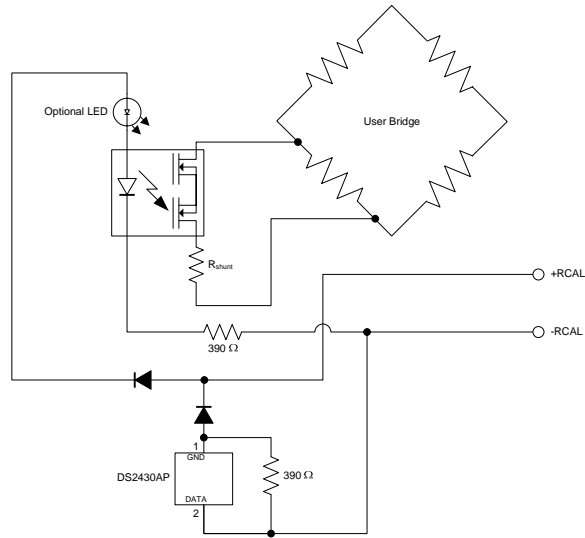 Optional LED
User Bridge
Rshunt
+RCAL
-RCAL
390 Ω
1
GND
DS2430AP
390 Ω
DATA
2